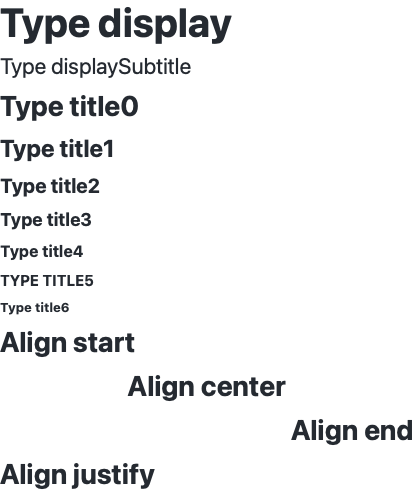 Type display
Type displaySubtitle
Type title0
Type title1
Type title2
Type title3
Type title4
TYPE TITLE5
Type title6
Align start
Align center
Align end
Align justify